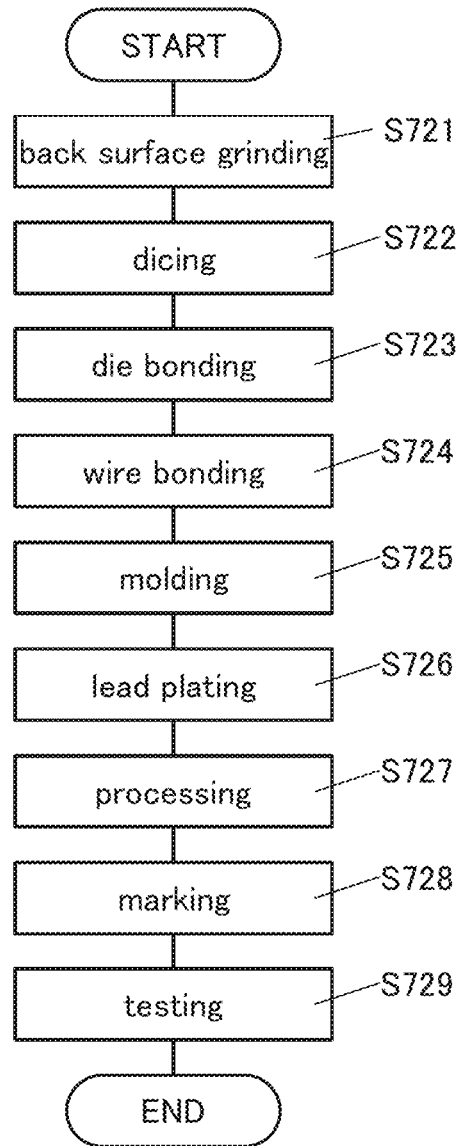 START
back surface grinding
S721
dicing
S722
die bonding
S723
wire bonding
S724
molding
S725
lead plating
S726
processing
S727
marking
S728
testing
S729
END